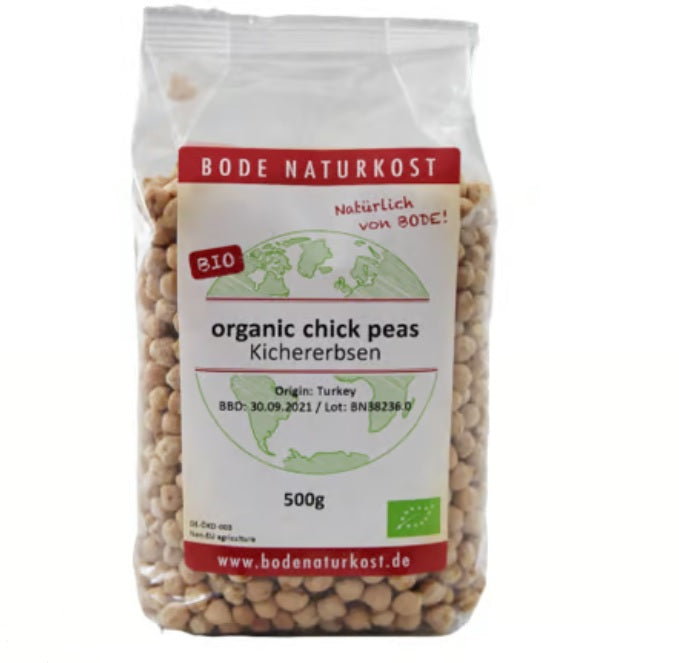 BODE NATURKOST
Natürlich
von BODE!
BIO
organic chick peas
Kichererbsen
Origin: Turkey
BBD: 30.09.2021 / Lot: BN38236.0
500g
DE-ÖKO-003
Non-EU agriculture
www.bodenaturkost.de